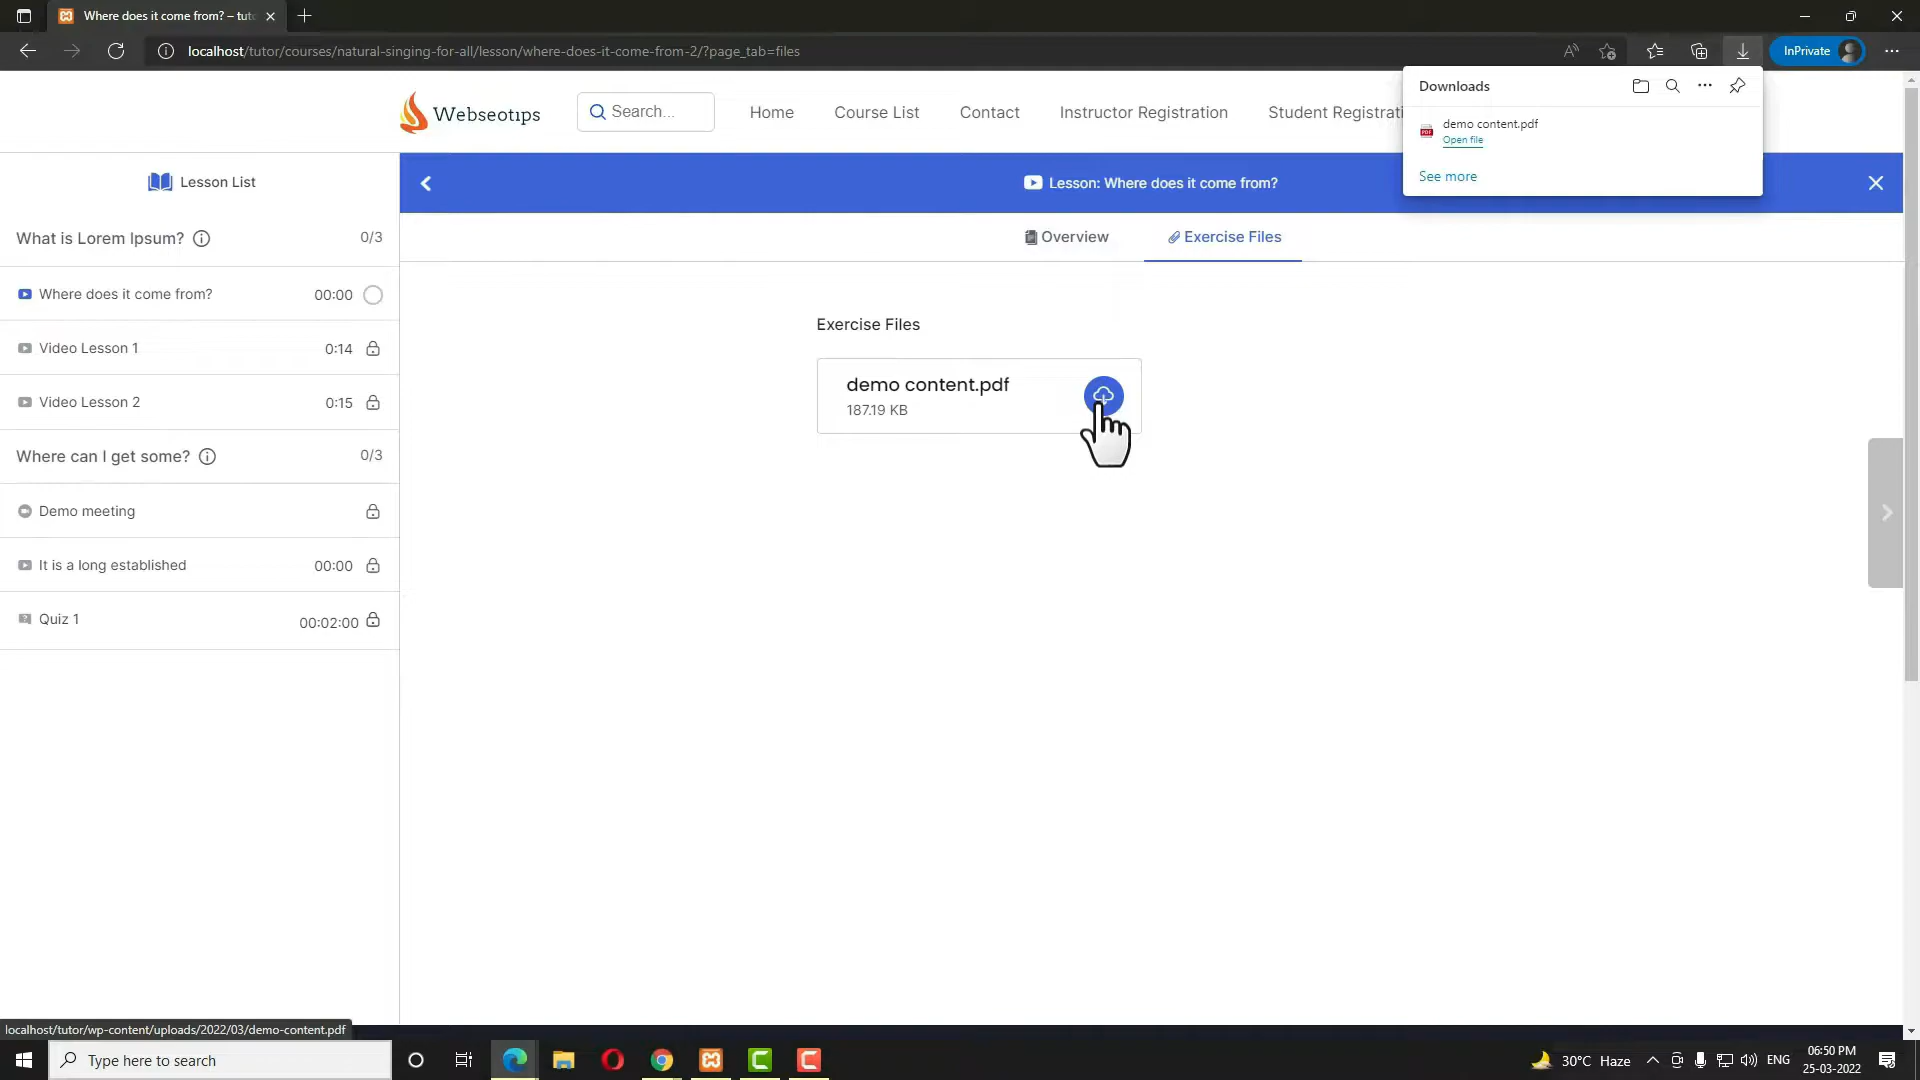 Where does it come from? – tut
localhost/tutor/courses/natural-singing-for-all/lesson/where-does-it-come-from-2/?page_tab=files
InPrivate
Downloads
demo content.pdf
Open file
See more
Webseotips
Search...
Home
Course List
Contact
Instructor Registration
Student Registrati
Lesson List
Lesson: Where does it come from?
What is Lorem Ipsum?
0/3
Overview
Exercise Files
Where does it come from?
00:00
Video Lesson 1
0:14
Video Lesson 2
0:15
Where can I get some?
0/3
Demo meeting
It is a long established
00:00
Quiz 1
00:02:00
Exercise Files
demo content.pdf
187.19 KB
localhost/tutor/wp-content/uploads/2022/03/demo-content.pdf
Type here to search
30°C Haze
ENG
06:50 PM
25-03-2022